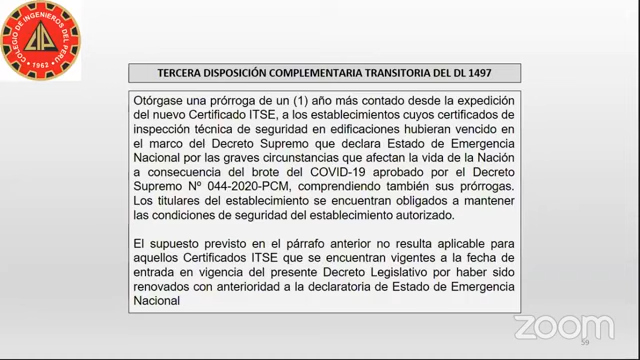 COLEGIO DE INGENIEROS DEL PERU
CIP
1962
TERCERA DISPOSICIÓN COMPLEMENTARIA TRANSITORIA DEL DL 1497
Otórgase una prórroga de un (1) año más contado desde la expedición
del nuevo Certificado ITSE, a los establecimientos cuyos certificados de
inspección técnica de seguridad en edificaciones hubieran vencido en
el marco del Decreto Supremo que declara Estado de Emergencia
Nacional por las graves circunstancias que afectan la vida de la Nación
a consecuencia del brote del COVID-19 aprobado por el Decreto
Supremo Nº 044-2020-PCM, comprendiendo también sus prórrogas.
Los titulares del establecimiento se encuentran obligados a mantener
las condiciones de seguridad del establecimiento autorizado.
El supuesto previsto en el párrafo anterior no resulta aplicable para
aquellos Certificados ITSE que se encuentran vigentes a la fecha de
entrada en vigencia del presente Decreto Legislativo por haber sido
renovados con anterioridad a la declaratoria de Estado de Emergencia
Nacional
zoom
59